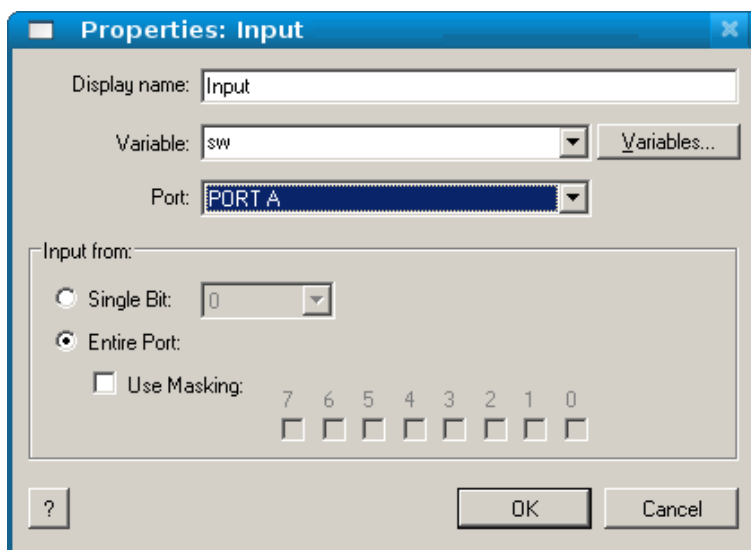 Properties: Input
Display name: Input
Variable: sw Variables...
Port: PORT A
Input from:
Single Bit: 0
Entire Port:
Use Masking:
7 6 5 4 3 2 1 0
? OK Cancel